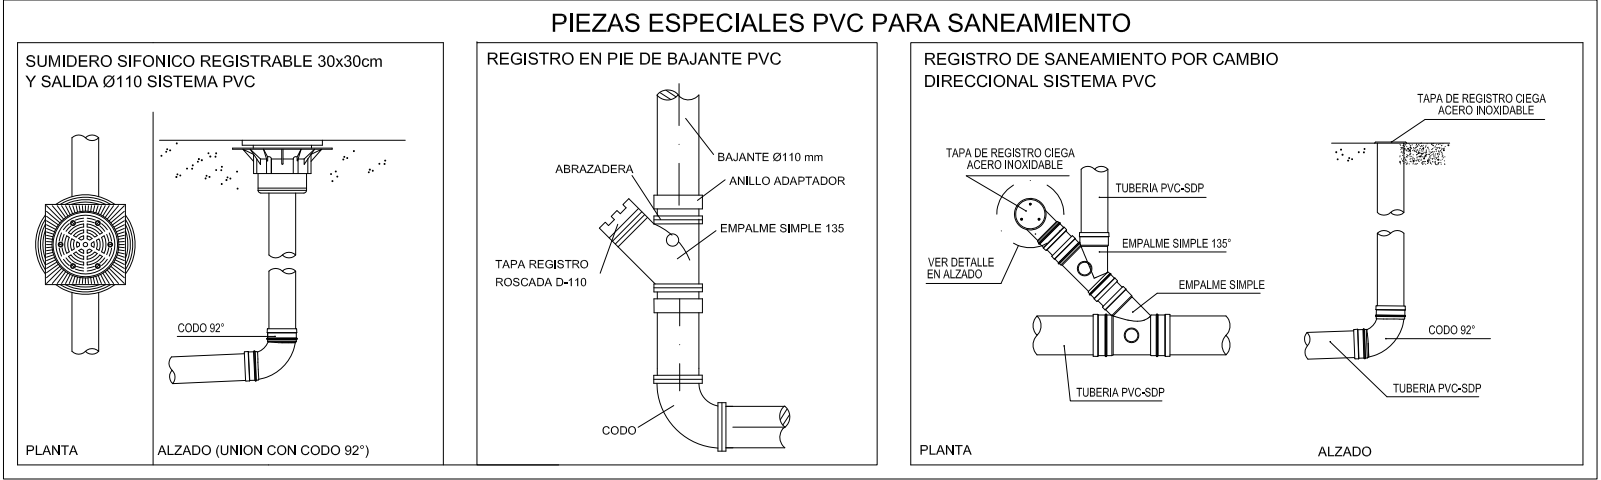 PIEZAS ESPECIALES PVC PARA SANEAMIENTO
SUMIDERO SIFONICO REGISTRABLE 30x30cm
Y SALIDA Ø110 SISTEMA PVC
CODO 92°
PLANTA
ALZADO (UNION CON CODO 92°)
REGISTRO EN PIE DE BAJANTE PVC
BAJANTE Ø110 mm
ABRAZADERA
ANILLO ADAPTADOR
EMPALME SIMPLE 135
TAPA REGISTRO
ROSCADA D-110
CODO
REGISTRO DE SANEAMIENTO POR CAMBIO
DIRECCIONAL SISTEMA PVC
TAPA DE REGISTRO CIEGA
ACERO INOXIDABLE
TUBERIA PVC-SDP
EMPALME SIMPLE 135°
VER DETALLE
EN ALZADO
EMPALME SIMPLE
TUBERIA PVC-SDP
PLANTA
TAPA DE REGISTRO CIEGA
ACERO INOXIDABLE
CODO 92°
TUBERIA PVC-SDP
ALZADO